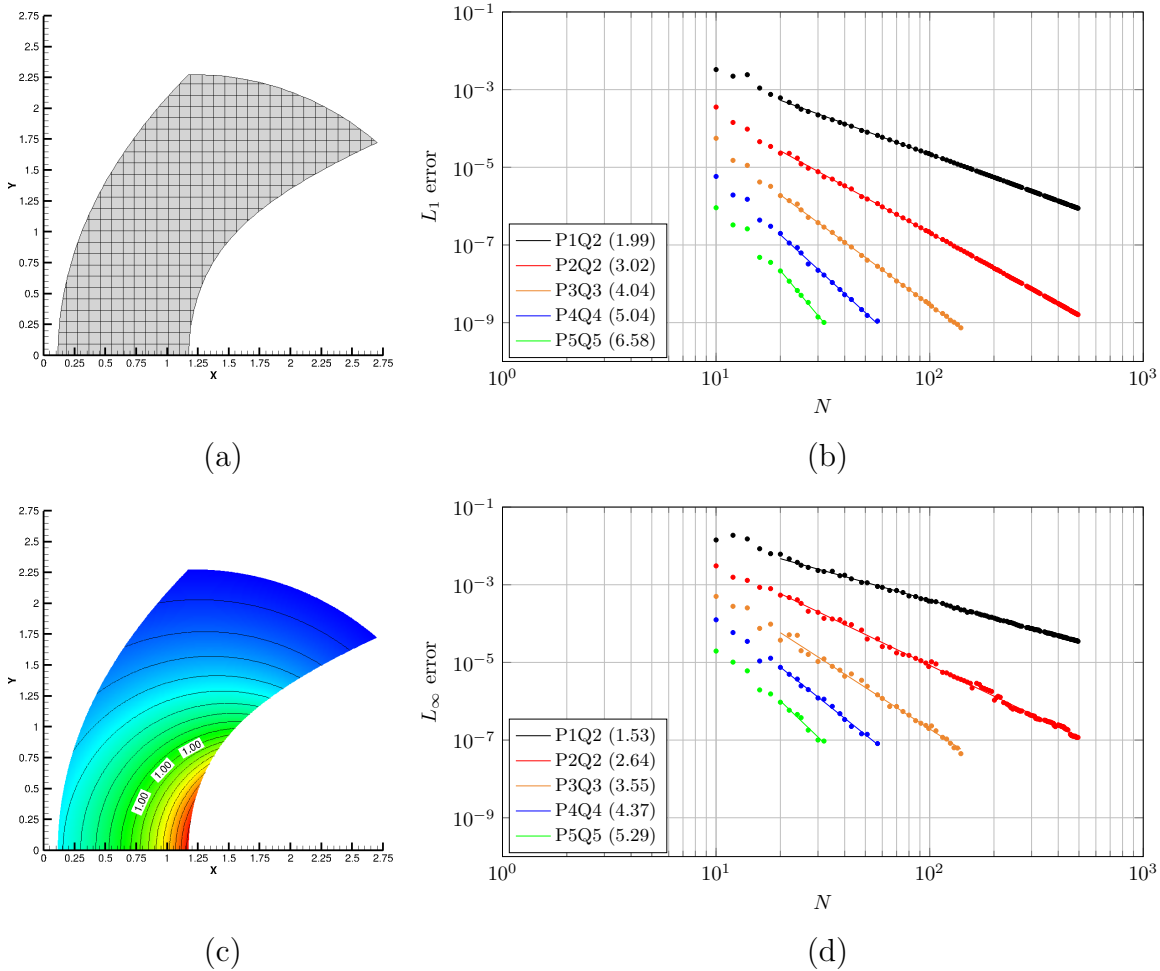 2.75
2.5
2.25
2
1.75
1.5
1.25
1
0.75
0.5
0.25
0
Y
0 0.25 0.5 0.75 1 1.25 1.5 1.75 2 2.25 2.5 2.75
X
(a)
10^−1
10^−3
10^−5
10^−7
10^−9
L_1 error
P1Q2 (1.99)
P2Q2 (3.02)
P3Q3 (4.04)
P4Q4 (5.04)
P5Q5 (6.58)
10^0 10^1 10^2 10^3
N
(b)
2.75
2.5
2.25
2
1.75
1.5
1.25
1
0.75
0.5
0.25
0
Y
1.00
1.00
1.00
0 0.25 0.5 0.75 1 1.25 1.5 1.75 2 2.25 2.5 2.75
X
(c)
10^−1
10^−3
10^−5
10^−7
10^−9
L_∞ error
P1Q2 (1.53)
P2Q2 (2.64)
P3Q3 (3.55)
P4Q4 (4.37)
P5Q5 (5.29)
10^0 10^1 10^2 10^3
N
(d)